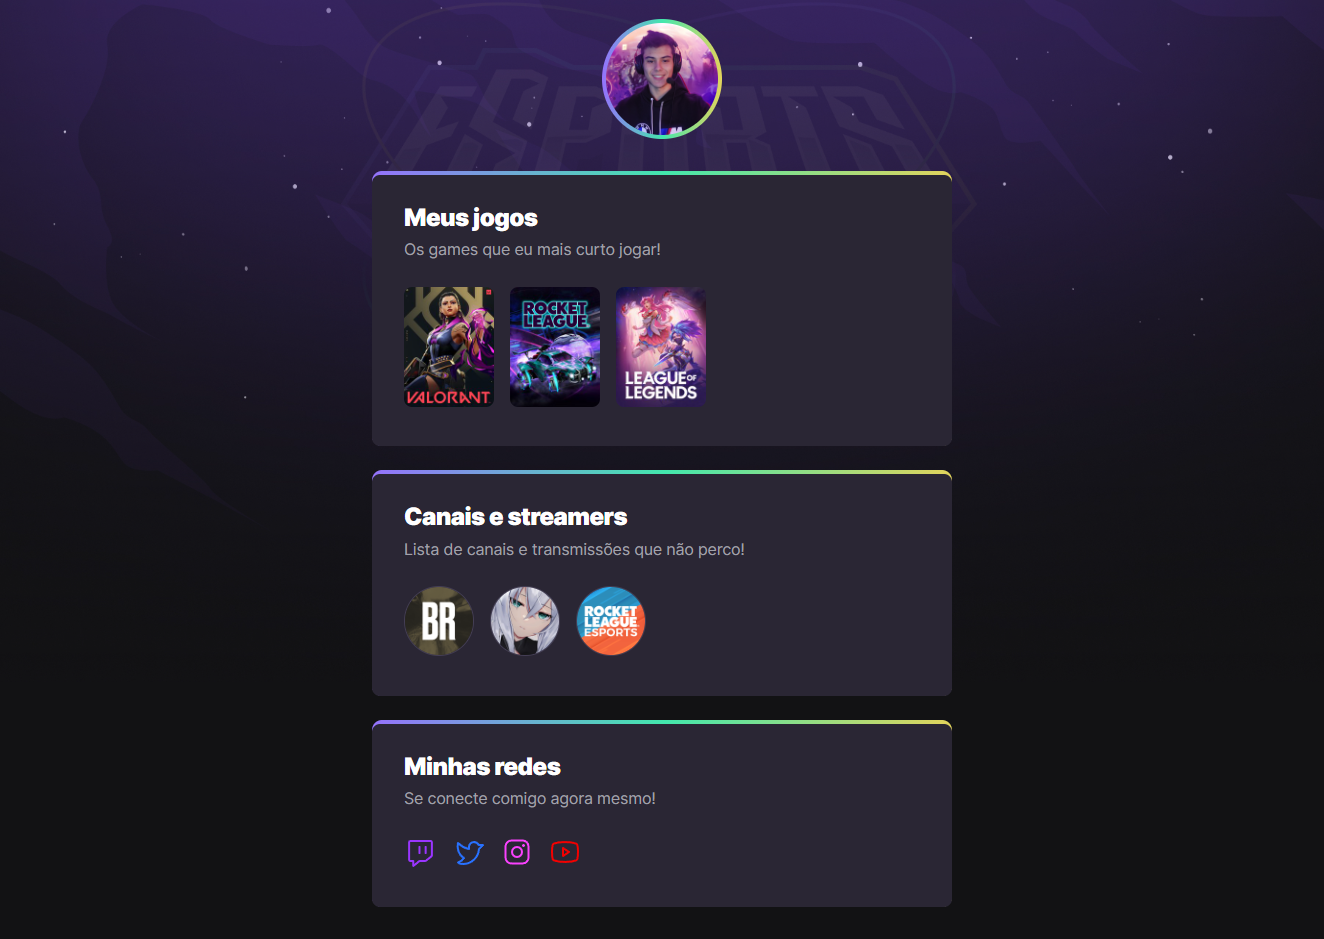 ESPORTS
Meus jogos
Os games que eu mais curto jogar!
VALORANT
ROCKET
LEAGUE
LEAGUE OF
LEGENDS
Canais e streamers
Lista de canais e transmissões que não perco!
BR
ROCKET
LEAGUE
ESPORTS
Minhas redes
Se conecte comigo agora mesmo!